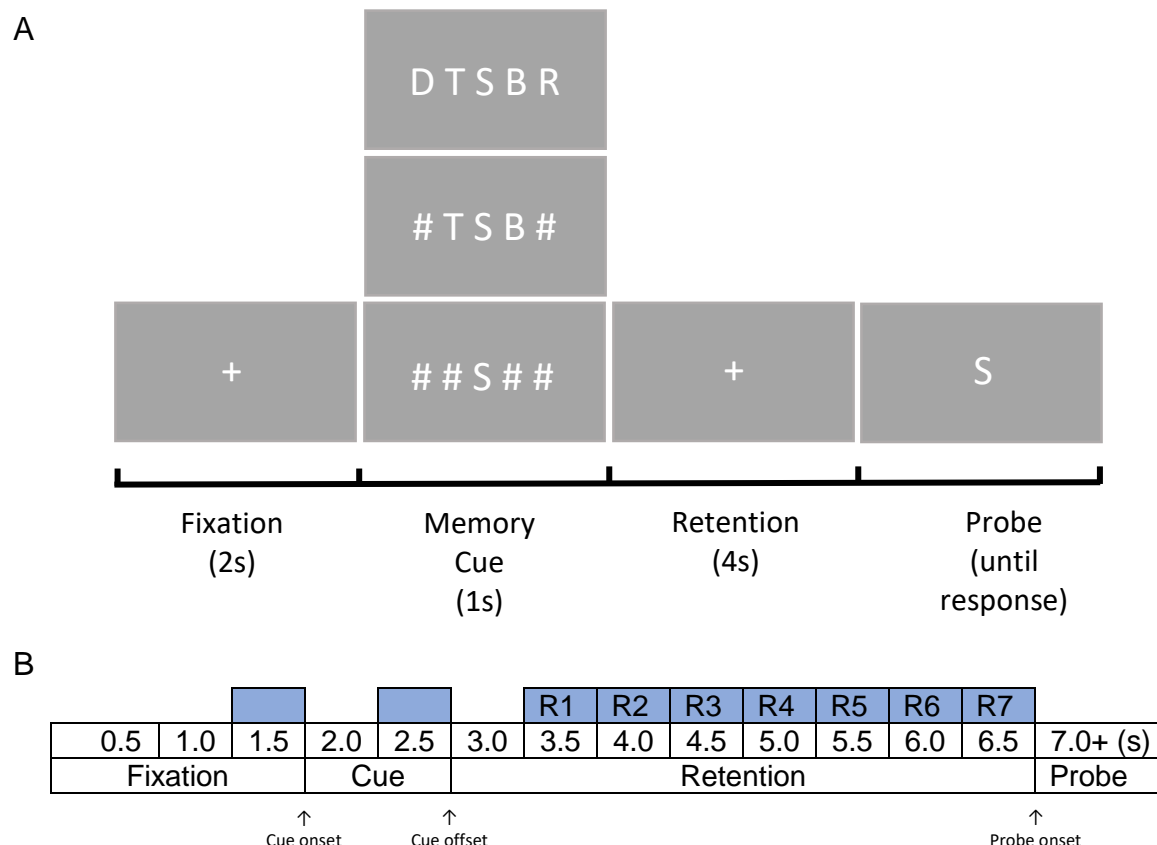 A
D T S B R
# T S B #
+
# # S # #
+
S
Fixation
(2s)
Memory
Cue
(1s)
Retention
(4s)
Probe
(until
response)
B
R1 R2 R3 R4 R5 R6 R7
0.5 1.0 1.5 2.0 2.5 3.0 3.5 4.0 4.5 5.0 5.5 6.0 6.5 7.0+ (s)
Fixation Cue Retention Probe
↑ ↑ ↑
Cue onset Cue offset Probe onset